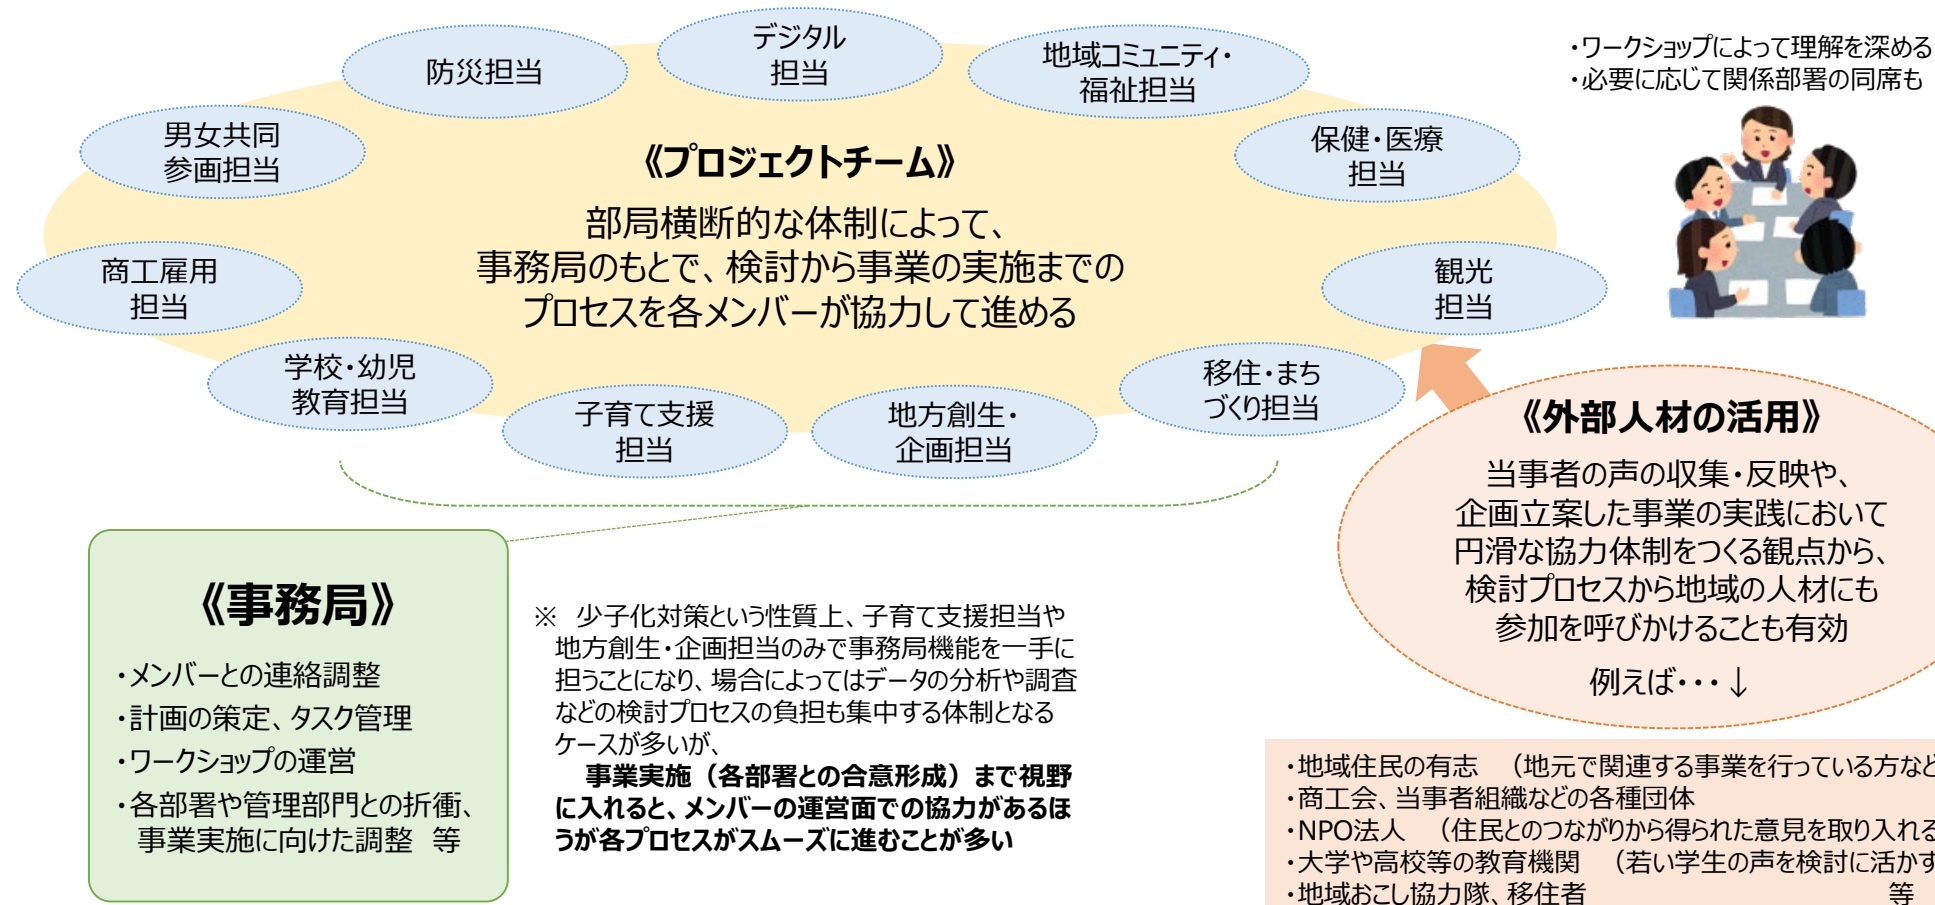 デジタル
担当
防災担当
地域コミュニティ・
福祉担当
・ワークショップによって理解を深める
・必要に応じて関係部署の同席も
男女共同
参画担当
保健・医療
担当
《プロジェクトチーム》
部局横断的な体制によって、
事務局のもとで、検討から事業の実施までの
プロセスを各メンバーが協力して進める
商工雇用
担当
観光
担当
学校・幼児
教育担当
子育て支援
担当
地方創生・
企画担当
移住・まち
づくり担当
《外部人材の活用》
当事者の声の収集・反映や、
企画立案した事業の実践において
円滑な協力体制をつくる観点から、
検討プロセスから地域の人材にも
参加を呼びかけることも有効
例えば・・・↓
《事務局》
・メンバーとの連絡調整
・計画の策定、タスク管理
・ワークショップの運営
・各部署や管理部門との折衝、
事業実施に向けた調整 等
※ 少子化対策という性質上、子育て支援担当や
地方創生・企画担当のみで事務局機能を一手に
担うことになり、場合によってはデータの分析や調査
などの検討プロセスの負担も集中する体制となる
ケースが多いが、
事業実施（各部署との合意形成）まで視野
に入れると、メンバーの運営面での協力があるほ
うが各プロセスがスムーズに進むことが多い
・地域住民の有志 （地元で関連する事業を行っている方など
・商工会、当事者組織などの各種団体
・NPO法人 （住民とのつながりから得られた意見を取り入れる
・大学や高校等の教育機関 （若い学生の声を検討に活かす
・地域おこし協力隊、移住者 等